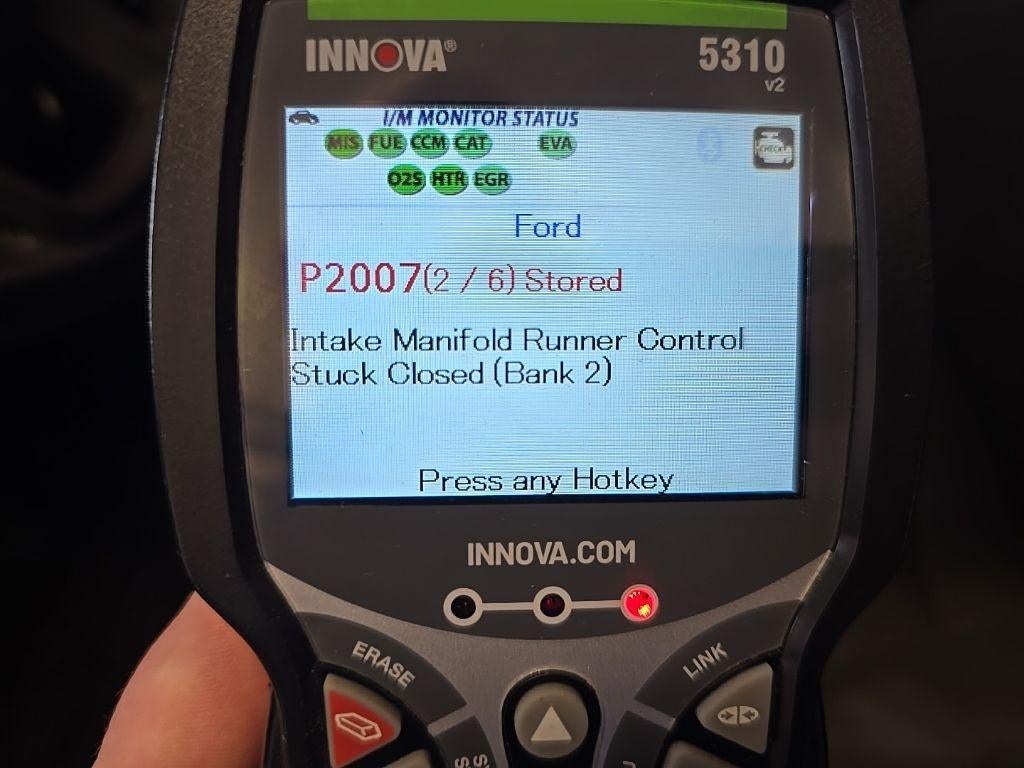 INNOVA®
5310
v2
I/M MONITOR STATUS
MIS FUE CCM CAT EVA
CHECK
O2S HTR EGR
Ford
P2007(2 / 6) Stored
Intake Manifold Runner Control
Stuck Closed (Bank 2)
Press any Hotkey
INNOVA.COM
ERASE
LINK